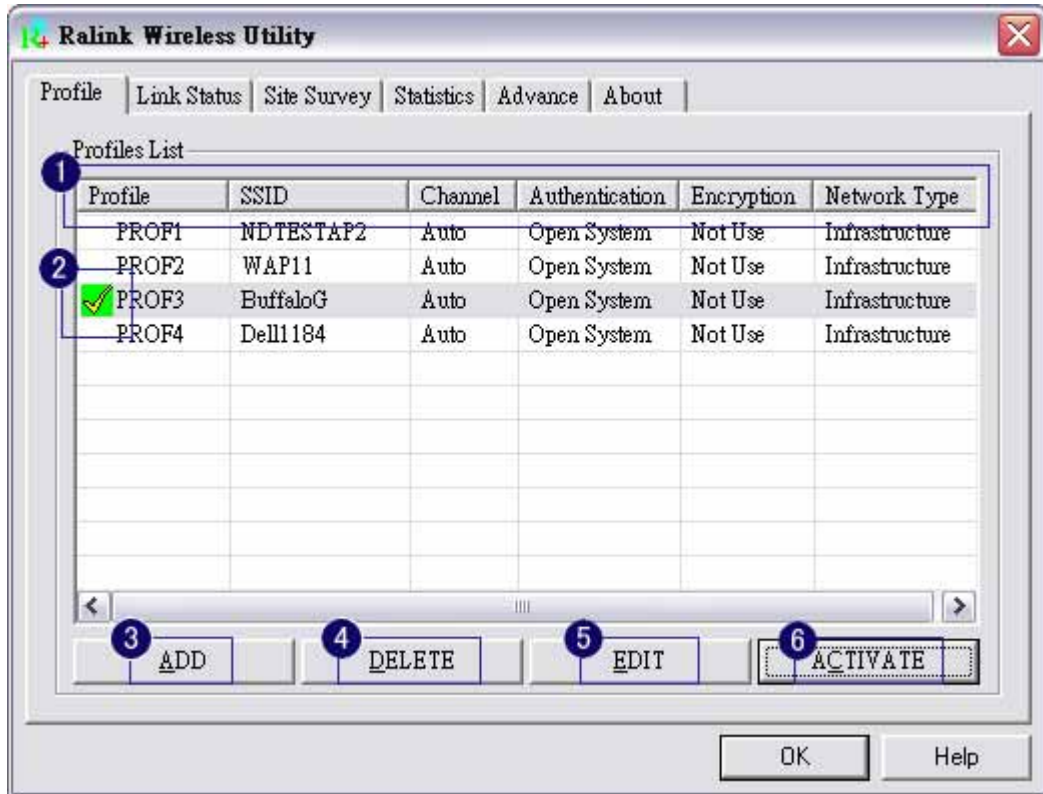 Ralink Wireless Utility
Profile Link Status Site Survey Statistics Advance About
Profiles List
1
Profile SSID Channel Authentication Encryption Network Type
PROF1 NDTESTAP2 Auto Open System Not Use Infrastructure
2
PROF2 WAP11 Auto Open System Not Use Infrastructure
PROF3 BuffaloG Auto Open System Not Use Infrastructure
PROF4 Dell1184 Auto Open System Not Use Infrastructure
3 4 5 6
ADD DELETE EDIT ACTIVATE
OK Help